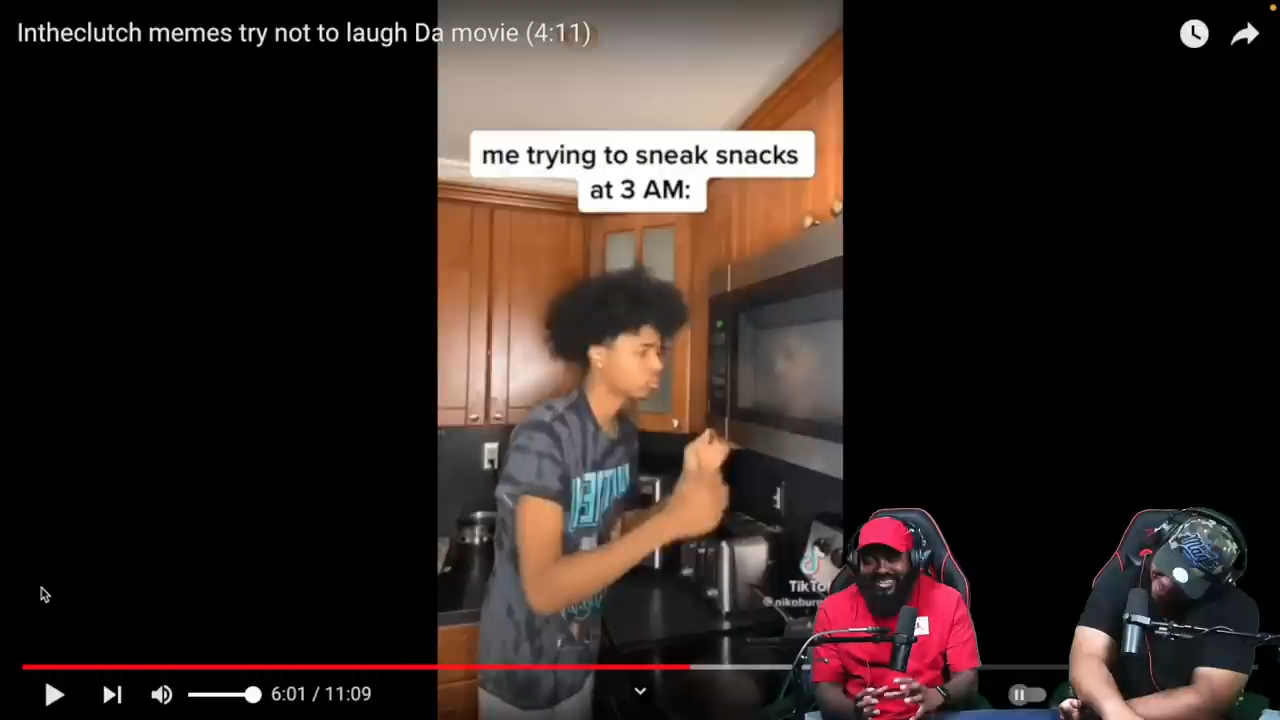 Intheclutch memes try not to laugh Da movie (4:11)
me trying to sneak snacks
at 3 AM:
6:01 / 11:09